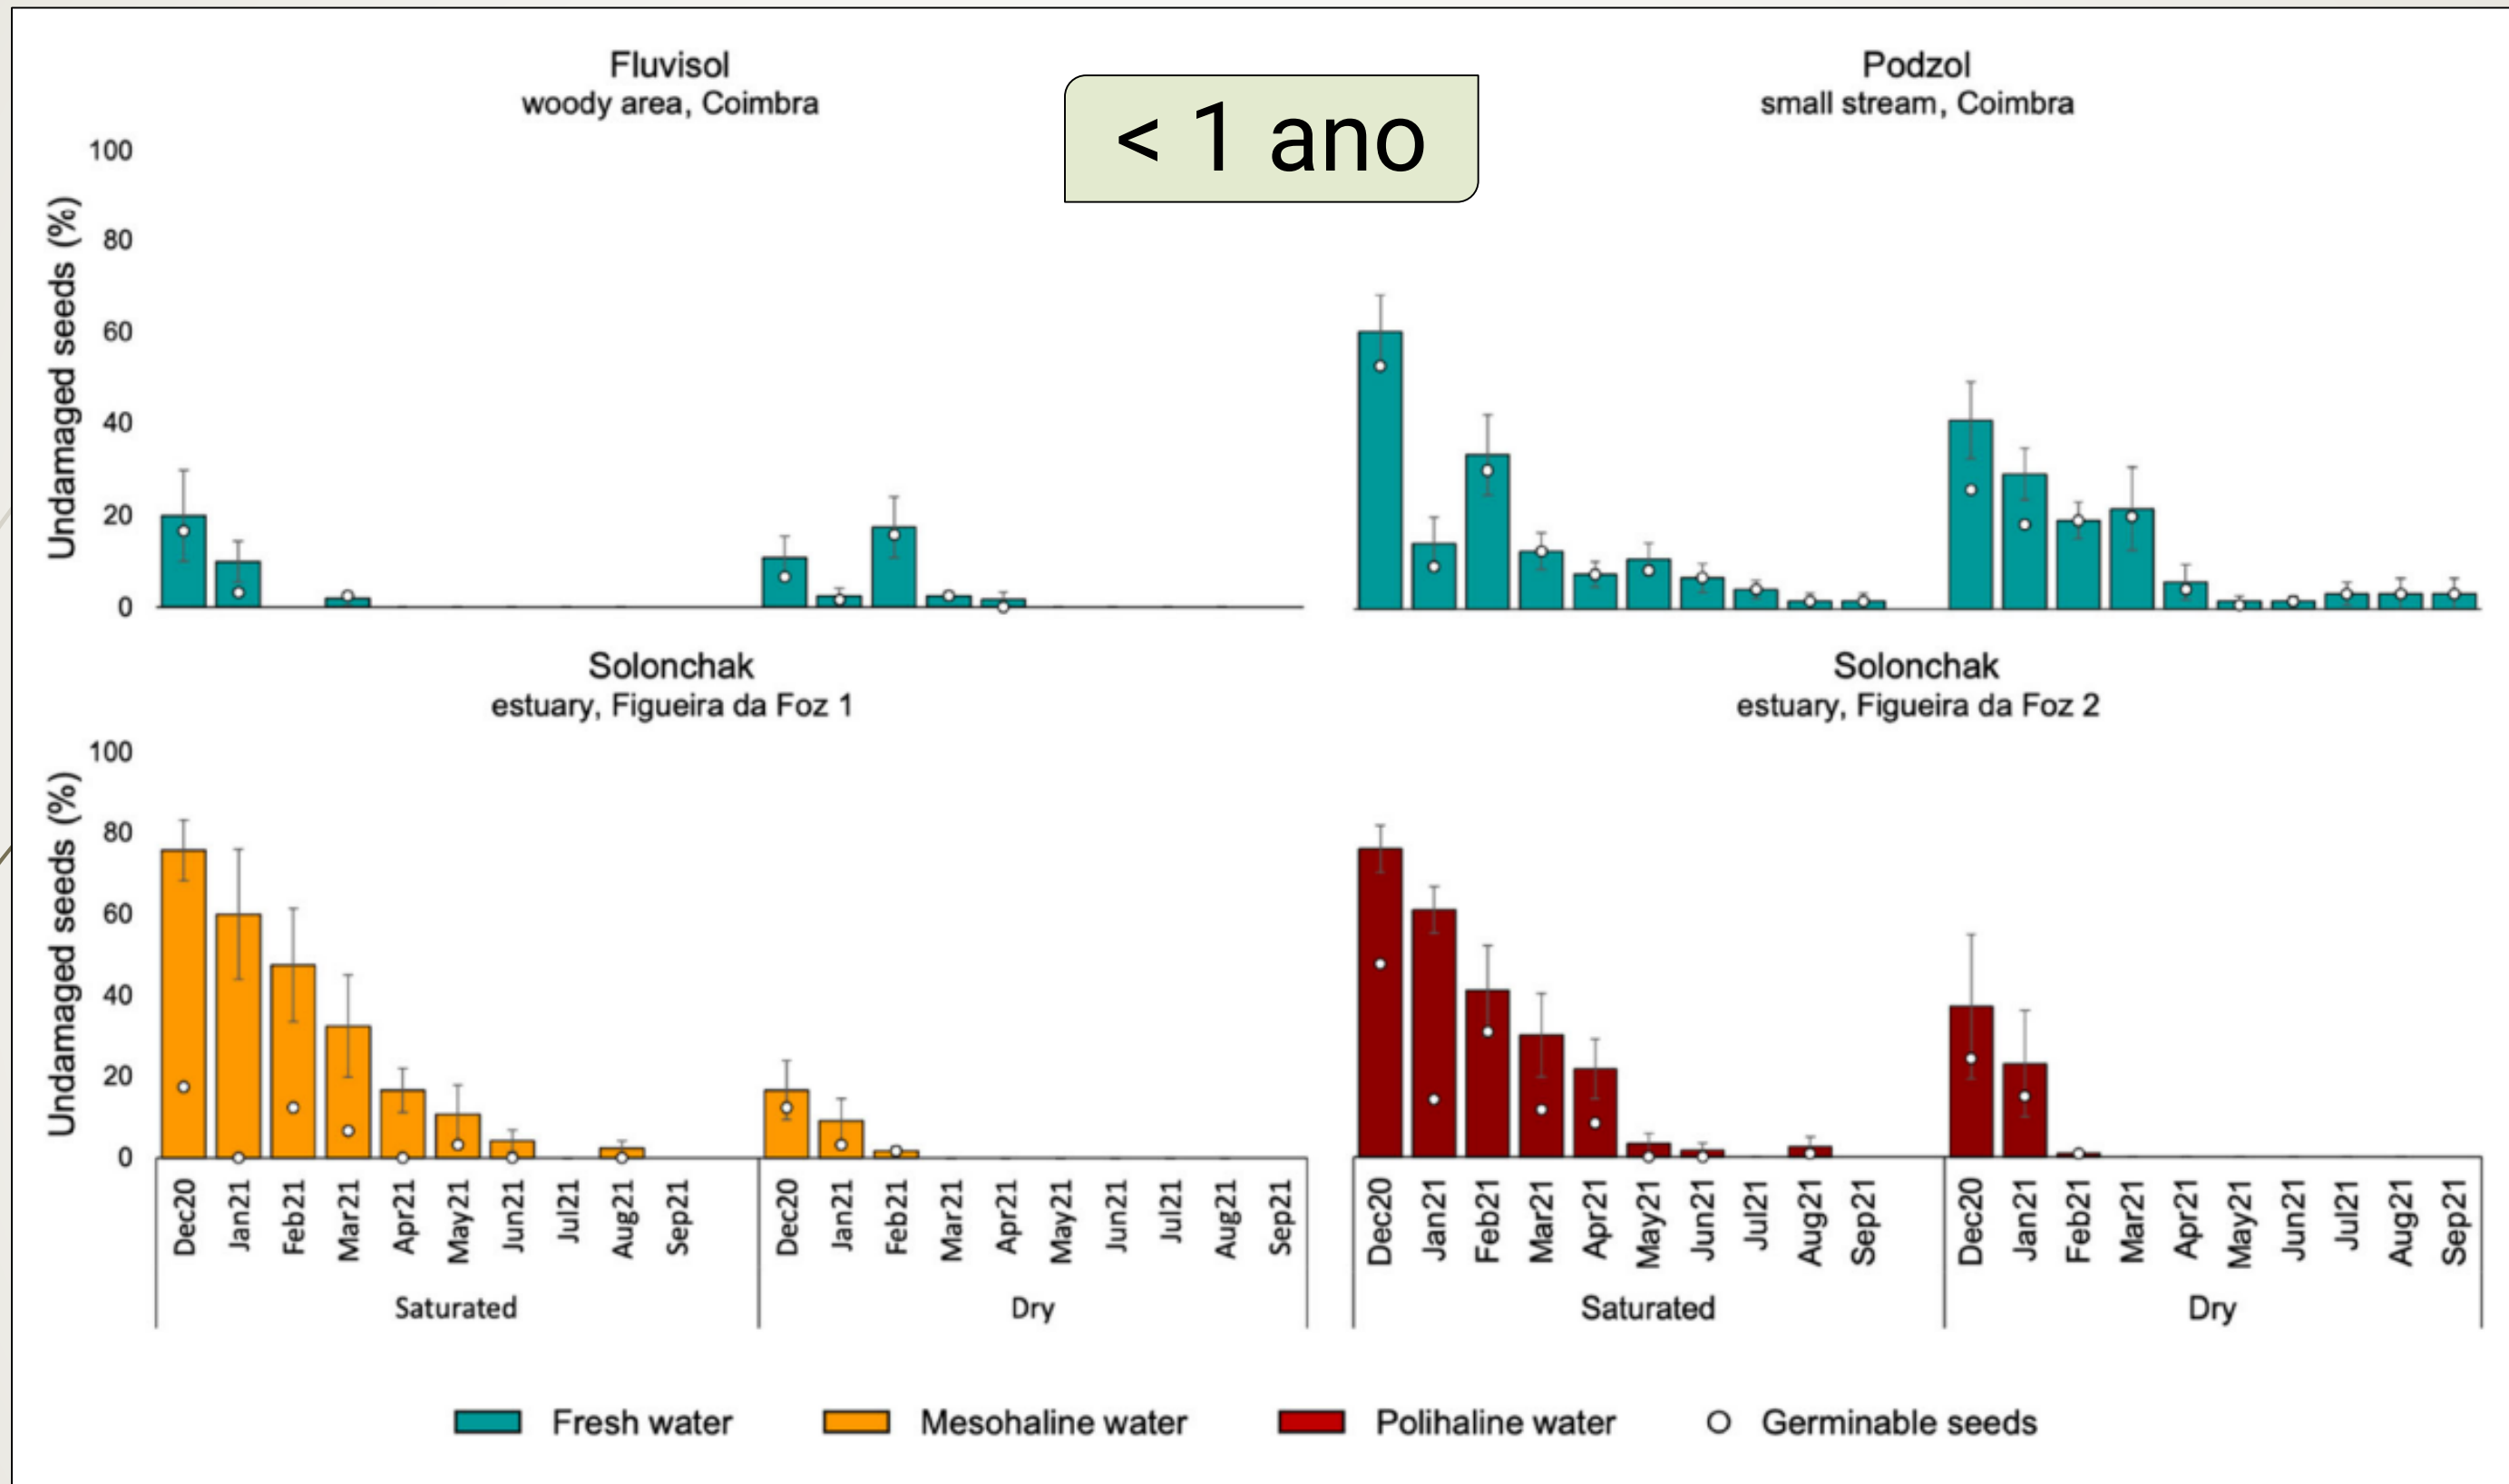 Fluvisol
woody area, Coimbra
< 1 ano
Podzol
small stream, Coimbra
Undamaged seeds (%)
100
80
60
40
20
0
Solonchak
estuary, Figueira da Foz 1
Solonchak
estuary, Figueira da Foz 2
Undamaged seeds (%)
100
80
60
40
20
0
Dec20 Jan21 Feb21 Mar21 Apr21 May21 Jun21 Jul21 Aug21 Sep21 Dec20 Jan21 Feb21 Mar21 Apr21 May21 Jun21 Jul21 Aug21 Sep21 Dec20 Jan21 Feb21 Mar21 Apr21 May21 Jun21 Jul21 Aug21 Sep21 Dec20 Jan21 Feb21 Mar21 Apr21 May21 Jun21 Jul21 Aug21 Sep21
Saturated Dry Saturated Dry
Fresh water Mesohaline water Polihaline water Germinable seeds